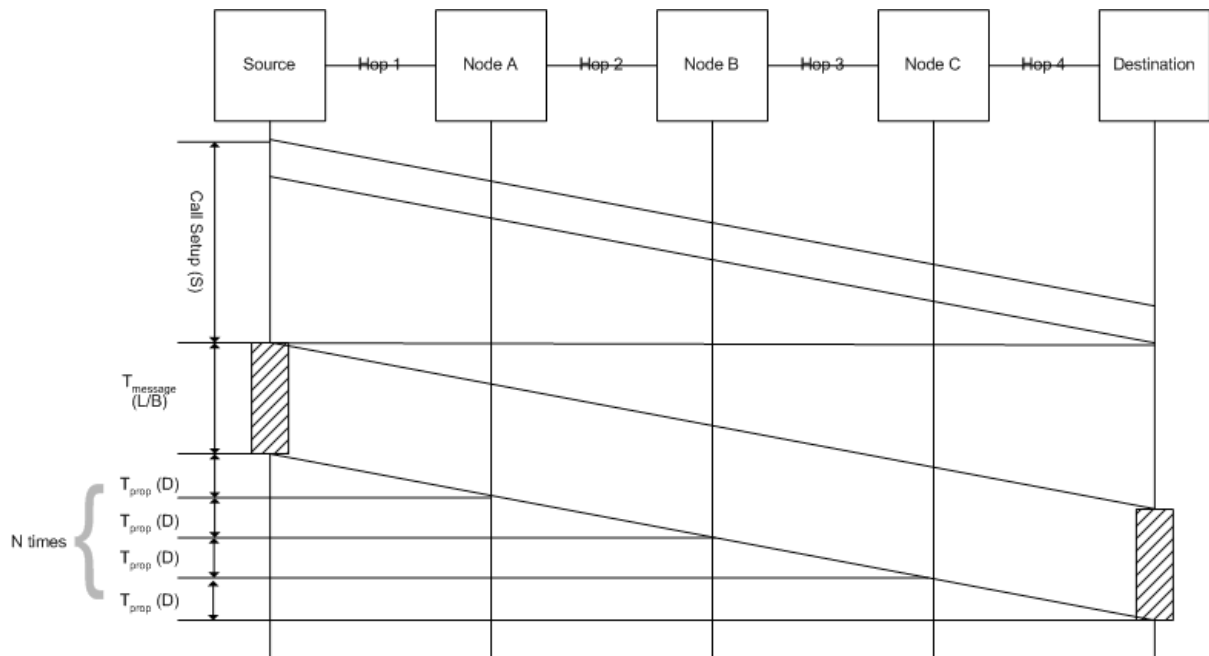 Source
Hop 1
Node A
Hop 2
Node B
Hop 3
Node C
Hop 4
Destination
Call Setup (S)
Tmessage
(L/B)
Tprop (D)
Tprop (D)
N times
Tprop (D)
Tprop (D)